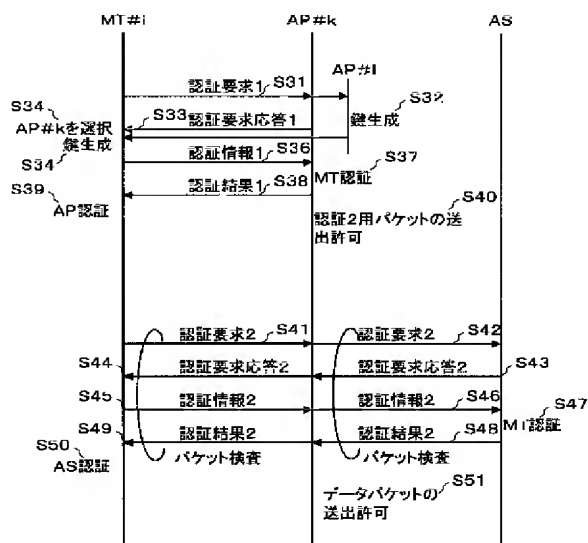 MT#i AP#k AS
認証要求1 S31 AP#l
S34 S33 認証要求応答1 S32
AP#kを選択 鍵生成
鍵生成
S34 認証情報1 S36 S37
MT認証
S39 認証結果1 S38
AP認証 S40
認証2用パケットの送
出許可
認証要求2 S41 認証要求2 S42
S44 認証要求応答2 認証要求応答2 S43
S45 認証情報2 認証情報2 S46 S47
MT認証
S49 認証結果2 認証結果2 S48
S50
AS認証 パケット検査 パケット検査
データパケットの S51
送出許可